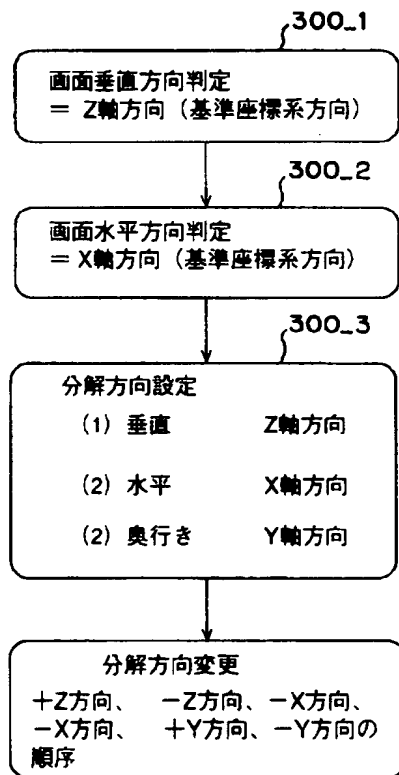 300_1
画面垂直方向判定
= Z軸方向 (基準座標系方向)
300_2
画面水平方向判定
= X軸方向 (基準座標系方向)
300_3
分解方向設定
(1) 垂直 Z軸方向
(2) 水平 X軸方向
(2) 奥行き Y軸方向
分解方向変更
+Z方向、 -Z方向、-X方向、
-X方向、 +Y方向、-Y方向の
順序